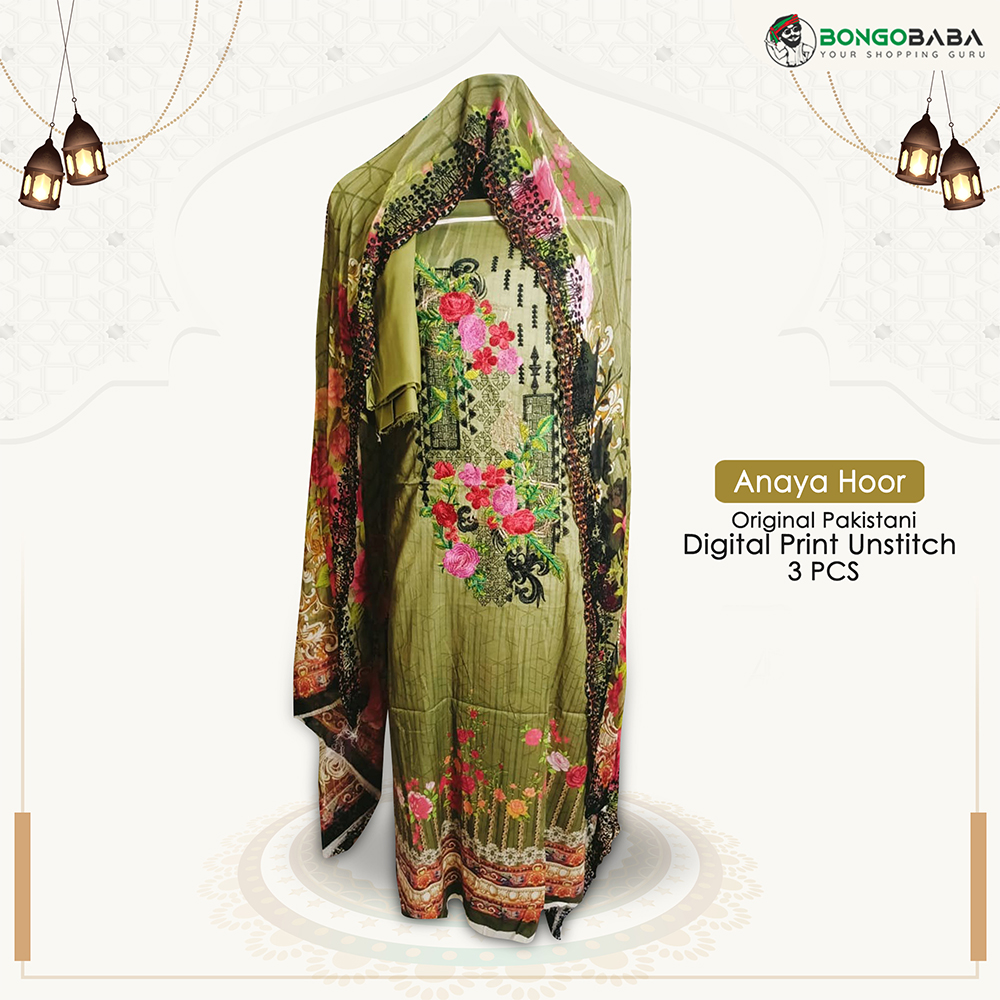 BONGOBABA
YOUR SHOPPING GURU
Anaya Hoor
Original Pakistani
Digital Print Unstitch
3 PCS